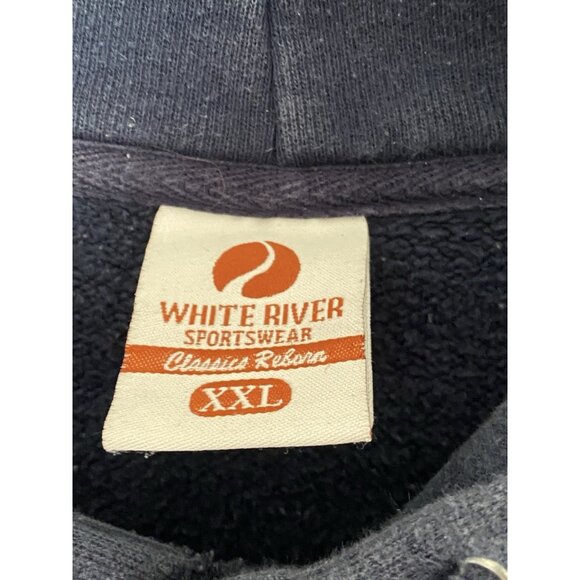 WHITE RIVER
SPORTSWEAR
Classics Reborn
XXL